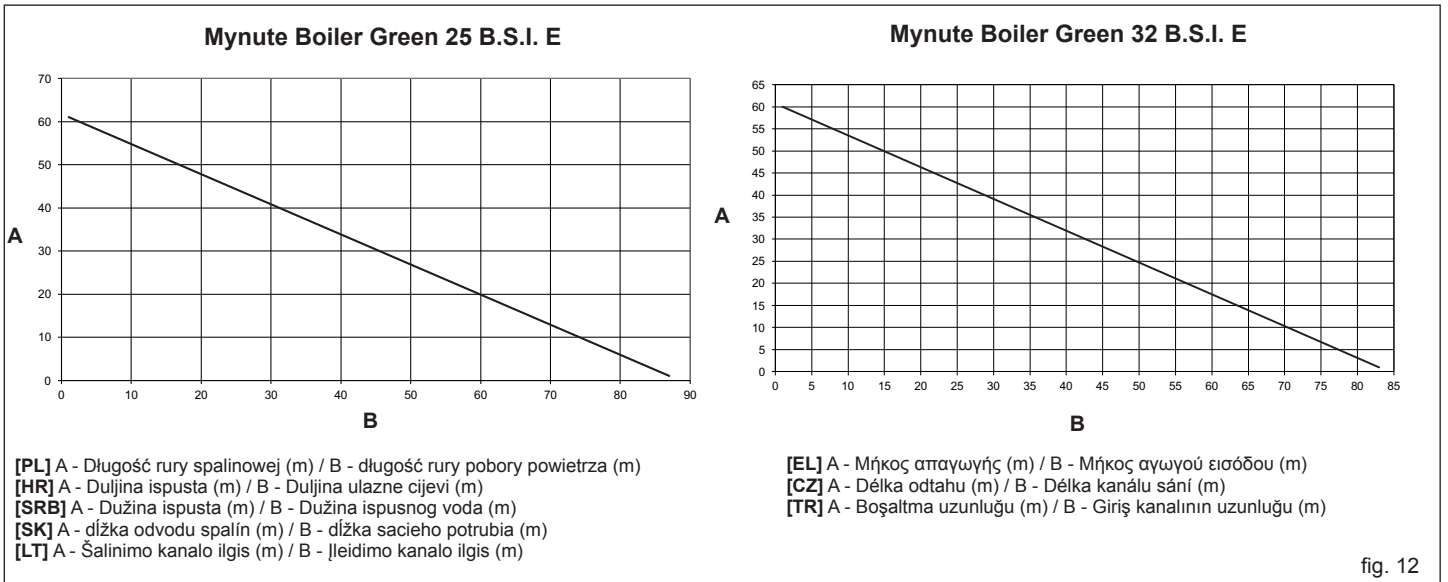 Mynute Boiler Green 25 B.S.I. E
70
60
50
40
30
20
10
0
A
0 10 20 30 40 50 60 70 80 90
B
Mynute Boiler Green 32 B.S.I. E
65
60
55
50
45
40
35
30
25
20
15
10
5
0
A
0 5 10 15 20 25 30 35 40 45 50 55 60 65 70 75 80 85
B
[PL] A - Długość rury spalinowej (m) / B - długość rury pobory powietrza (m)
[HR] A - Duljina ispusta (m) / B - Duljina ulazne cijevi (m)
[SRB] A - Dužina ispusta (m) / B - Dužina ispusnog voda (m)
[SK] A - dĺžka odvodu spalín (m) / B - dĺžka sacieho potrubia (m)
[LT] A - Šalinimo kanalo ilgis (m) / B - Įleidimo kanalo ilgis (m)
[EL] A - Μήκος απαγωγής (m) / B - Μήκος αγωγού εισόδου (m)
[CZ] A - Délka odtahu (m) / B - Délka kanálu sání (m)
[TR] A - Boşaltma uzunluğu (m) / B - Giriş kanalının uzunluğu (m)
fig. 12